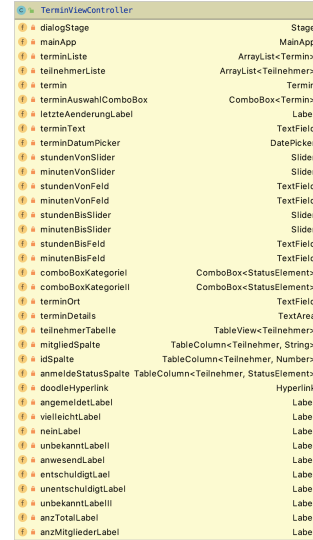 TerminViewController
dialogStage Stage
mainApp MainApp
terminListe ArrayList<Termin>
teilnehmerListe ArrayList<Teilnehmer>
termin Termin
terminAuswahlComboBox ComboBox<Termin>
letzteAenderungLabel Label
terminText TextField
terminDatumPicker DatePicker
stundenVonSlider Slider
minutenVonSlider Slider
stundenVonFeld TextField
minutenVonFeld TextField
stundenBisSlider Slider
minutenBisSlider Slider
stundenBisFeld TextField
minutenBisFeld TextField
comboBoxKategorieI ComboBox<StatusElement>
comboBoxKategorieII ComboBox<StatusElement>
terminOrt TextField
terminDetails TextArea
teilnehmerTabelle TableView<Teilnehmer>
mitgliedSpalte TableColumn<Teilnehmer, String>
idSpalte TableColumn<Teilnehmer, Number>
anmeldeStatusSpalte TableColumn<Teilnehmer, StatusElement>
doodleHyperlink Hyperlink
angemeldetLabel Label
vielleichtLabel Label
neinLabel Label
unbekanntLabelI Label
anwesendLabel Label
entschuldigtLael Label
unentschuldigtLabel Label
unbekanntLabelII Label
anzTotalLabel Label
anzMitgliederLabel Label